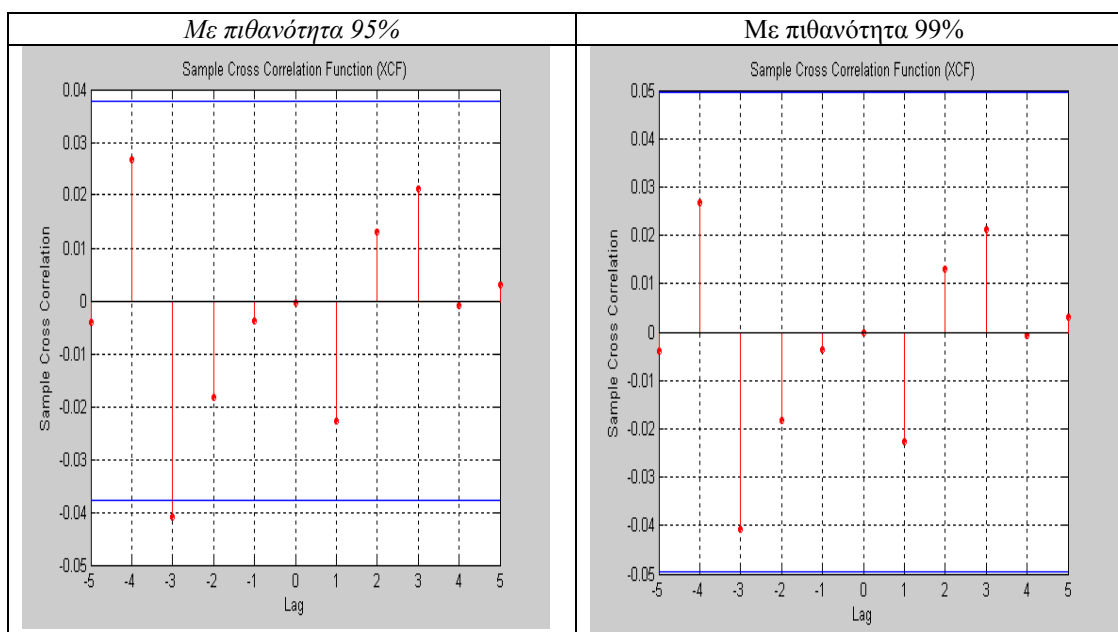 Με πιθανότητα 95%
Με πιθανότητα 99%
Sample Cross Correlation Function (XCF)
0.04
0.03
0.02
0.01
0
-0.01
-0.02
-0.03
-0.04
-0.05
Sample Cross Correlation
-5 -4 -3 -2 -1 0 1 2 3 4 5
Lag
Sample Cross Correlation Function (XCF)
0.05
0.04
0.03
0.02
0.01
0
-0.01
-0.02
-0.03
-0.04
-0.05
Sample Cross Correlation
-5 -4 -3 -2 -1 0 1 2 3 4 5
Lag